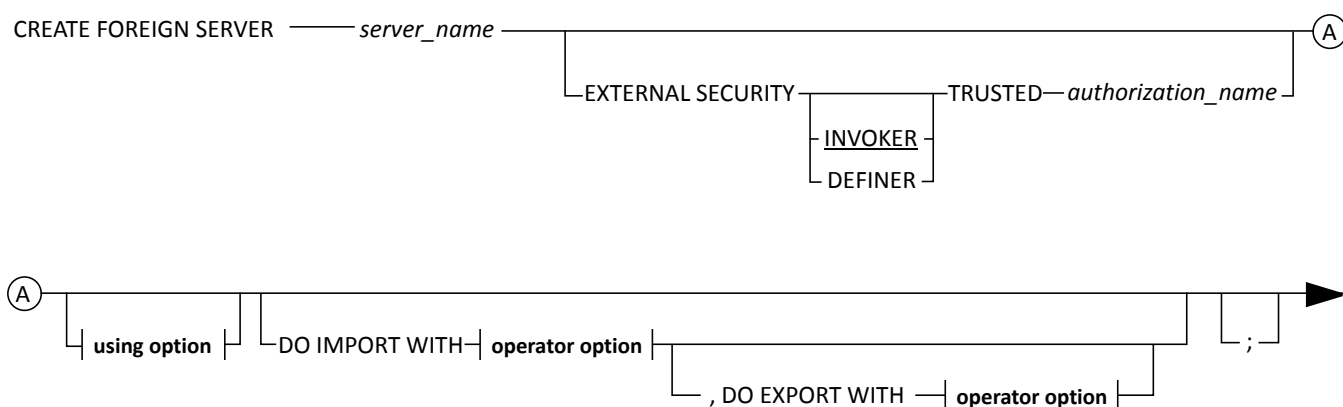 CREATE FOREIGN SERVER server_name A
EXTERNAL SECURITY TRUSTED authorization_name
INVOKER
DEFINER
A
using option DO IMPORT WITH operator option ;
, DO EXPORT WITH operator option